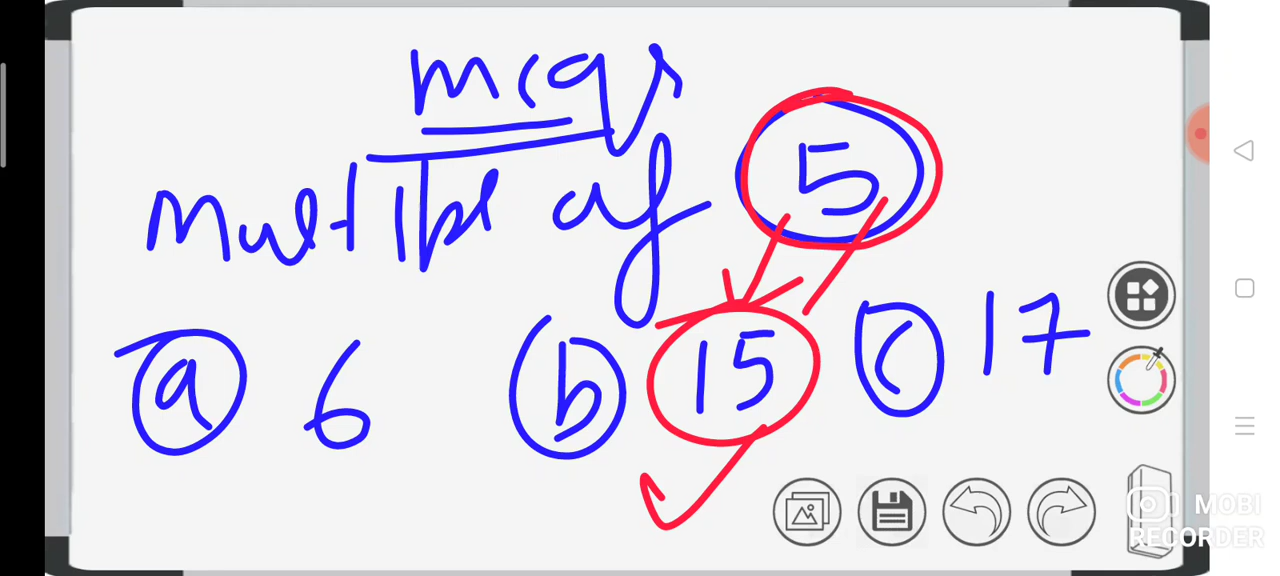 mcqs
Multiple of 5
a 6 b 15 c 17
MOBI
RECORDER